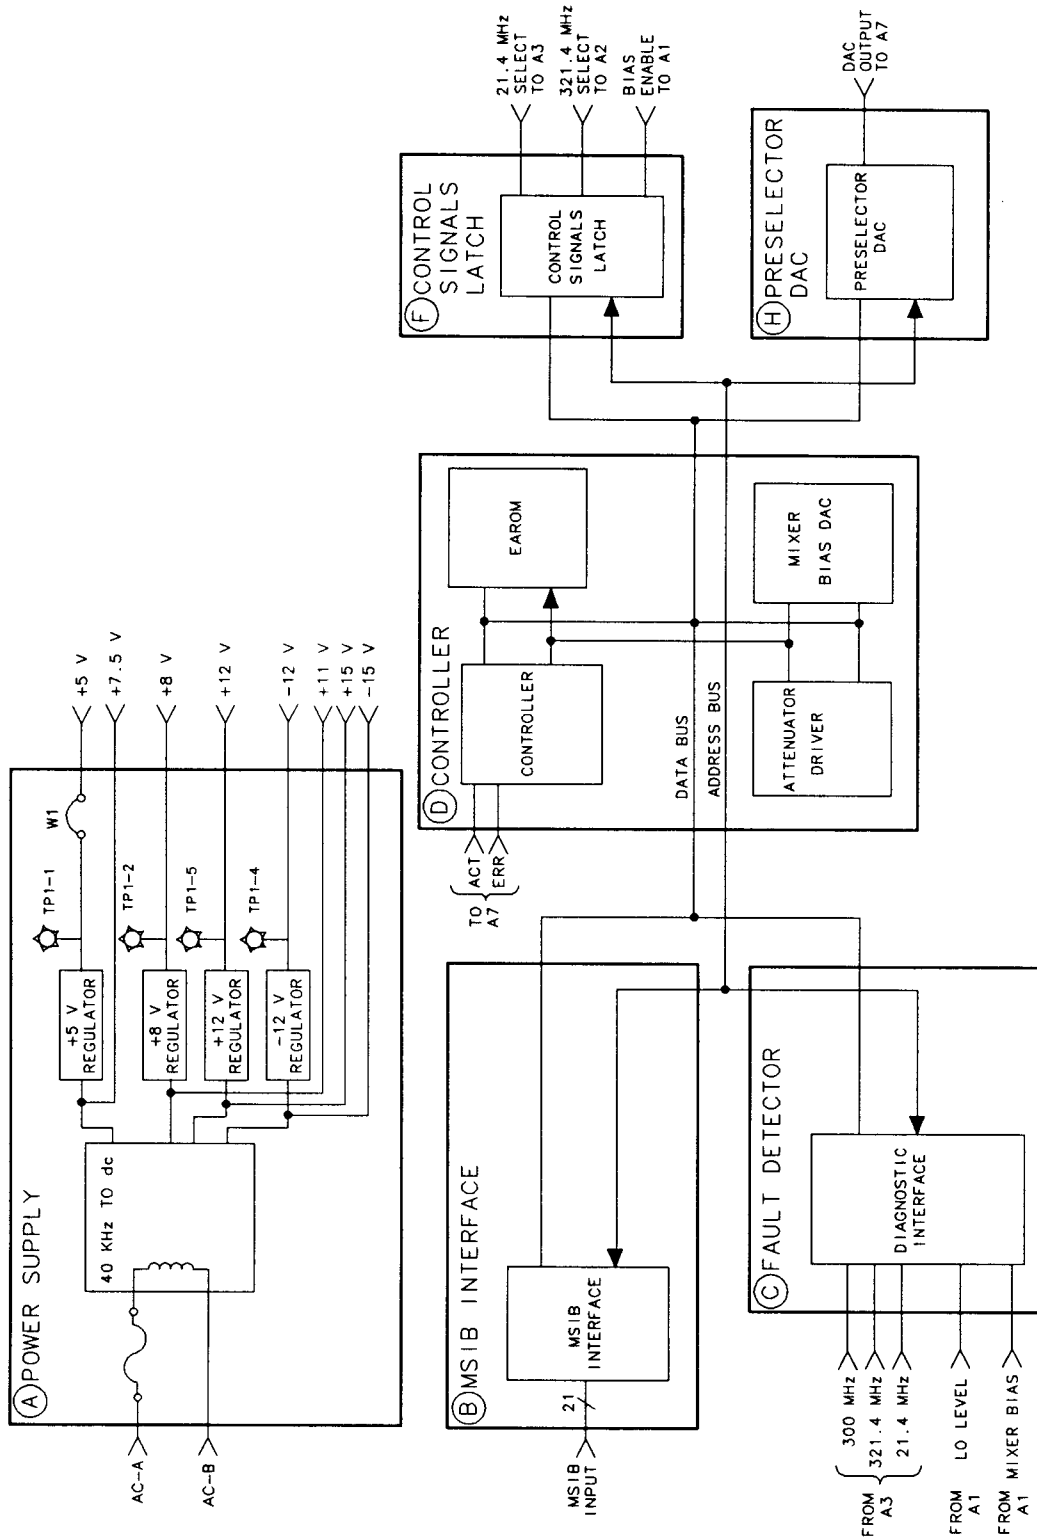 (A) POWER SUPPLY
AC-A
AC-B
40 KHz TO dc
+5 V
REGULATOR
+8 V
REGULATOR
+12 V
REGULATOR
-12 V
REGULATOR
TP1-1
TP1-2
TP1-5
TP1-4
W1
+5 V
+7.5 V
+8 V
+12 V
-12 V
+11 V
+15 V
-15 V
(B) MSIB INTERFACE
MSIB
INPUT
21
MSIB
INTERFACE
(D) CONTROLLER
TO
A7
ACT
ERR
CONTROLLER
EAROM
DATA BUS
ADDRESS BUS
ATTENUATOR
DRIVER
MIXER
BIAS DAC
(F) CONTROL
SIGNALS
LATCH
CONTROL
SIGNALS
LATCH
21.4 MHz
SELECT
TO A3
321.4 MHz
SELECT
TO A2
BIAS
ENABLE
TO A1
(C) FAULT DETECTOR
FROM
A3
300 MHz
321.4 MHz
21.4 MHz
FROM
A1
LO LEVEL
FROM
A1
MIXER BIAS
DIAGNOSTIC
INTERFACE
(H) PRESELECTOR
DAC
PRESELECTOR
DAC
DAC
OUTPUT
TO A7